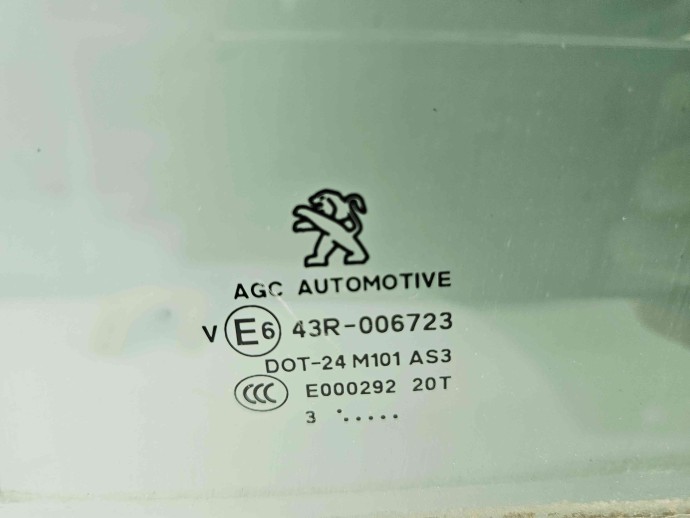 AGC AUTOMOTIVE
V E6 43R-006723
DOT-24 M101 AS3
CCC E000292 20T
3 .:.....